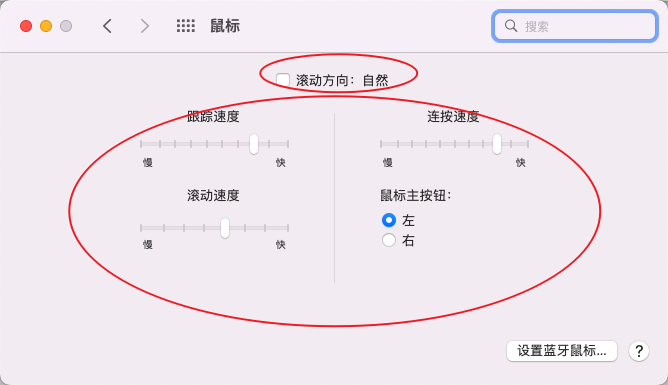 鼠标
搜索
滚动方向：自然
跟踪速度
慢 快
连按速度
慢 快
滚动速度
慢 快
鼠标主按钮：
左
右
设置蓝牙鼠标... ?